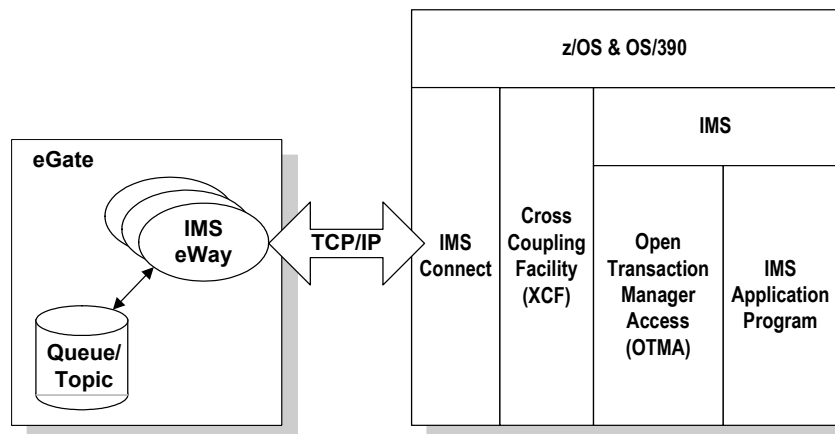 z/OS & OS/390
IMS
eGate
IMS
eWay
TCP/IP
Queue/
Topic
IMS
Connect
Cross
Coupling
Facility
(XCF)
Open
Transaction
Manager
Access
(OTMA)
IMS
Application
Program